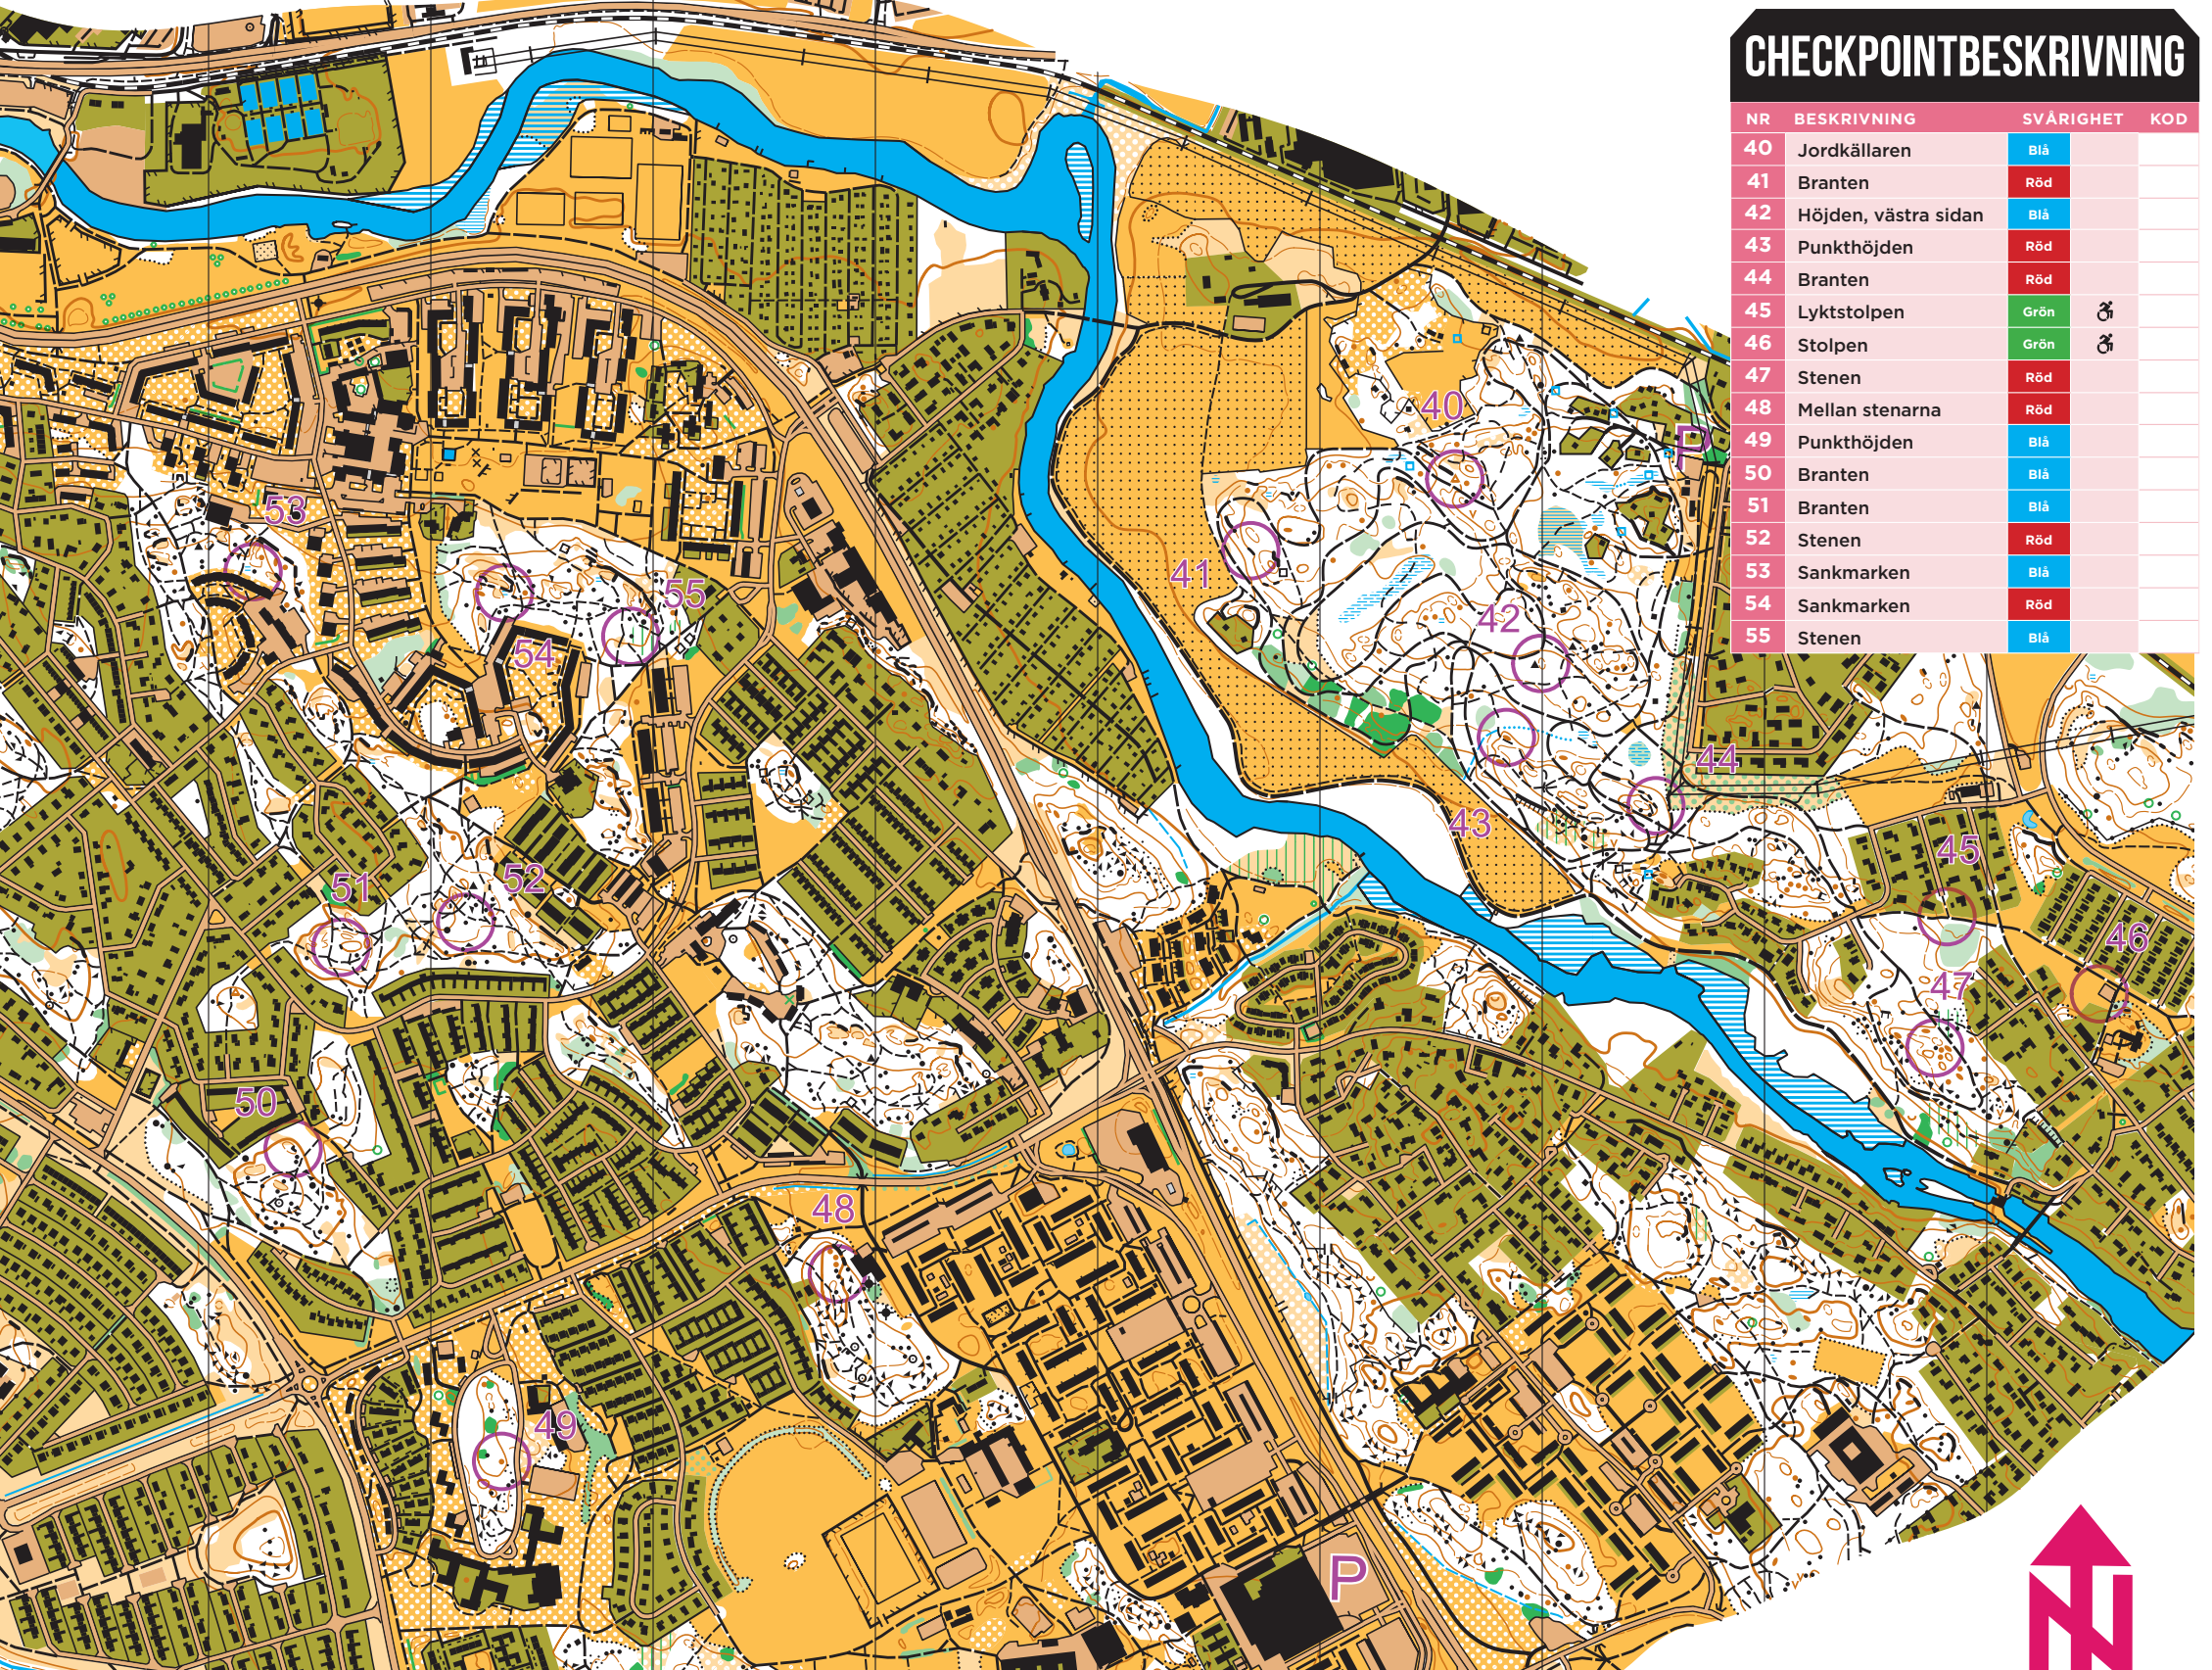 CHECKPOINTBESKRIVNING
NR BESKRIVNING SVÅRIGHET KOD
40 Jordkällaren Blå
41 Branten Röd
42 Höjden, västra sidan Blå
43 Punkthöjden Röd
44 Branten Röd
45 Lyktstolpen Grön
46 Stolpen Grön
47 Stenen Röd
48 Mellan stenarna Röd
49 Punkthöjden Blå
50 Branten Blå
51 Branten Blå
52 Stenen Röd
53 Sankmarken Blå
54 Sankmarken Röd
55 Stenen Blå
40
P
53
41
55
42
54
44
43
45
51
52
46
47
50
48
49
P
N